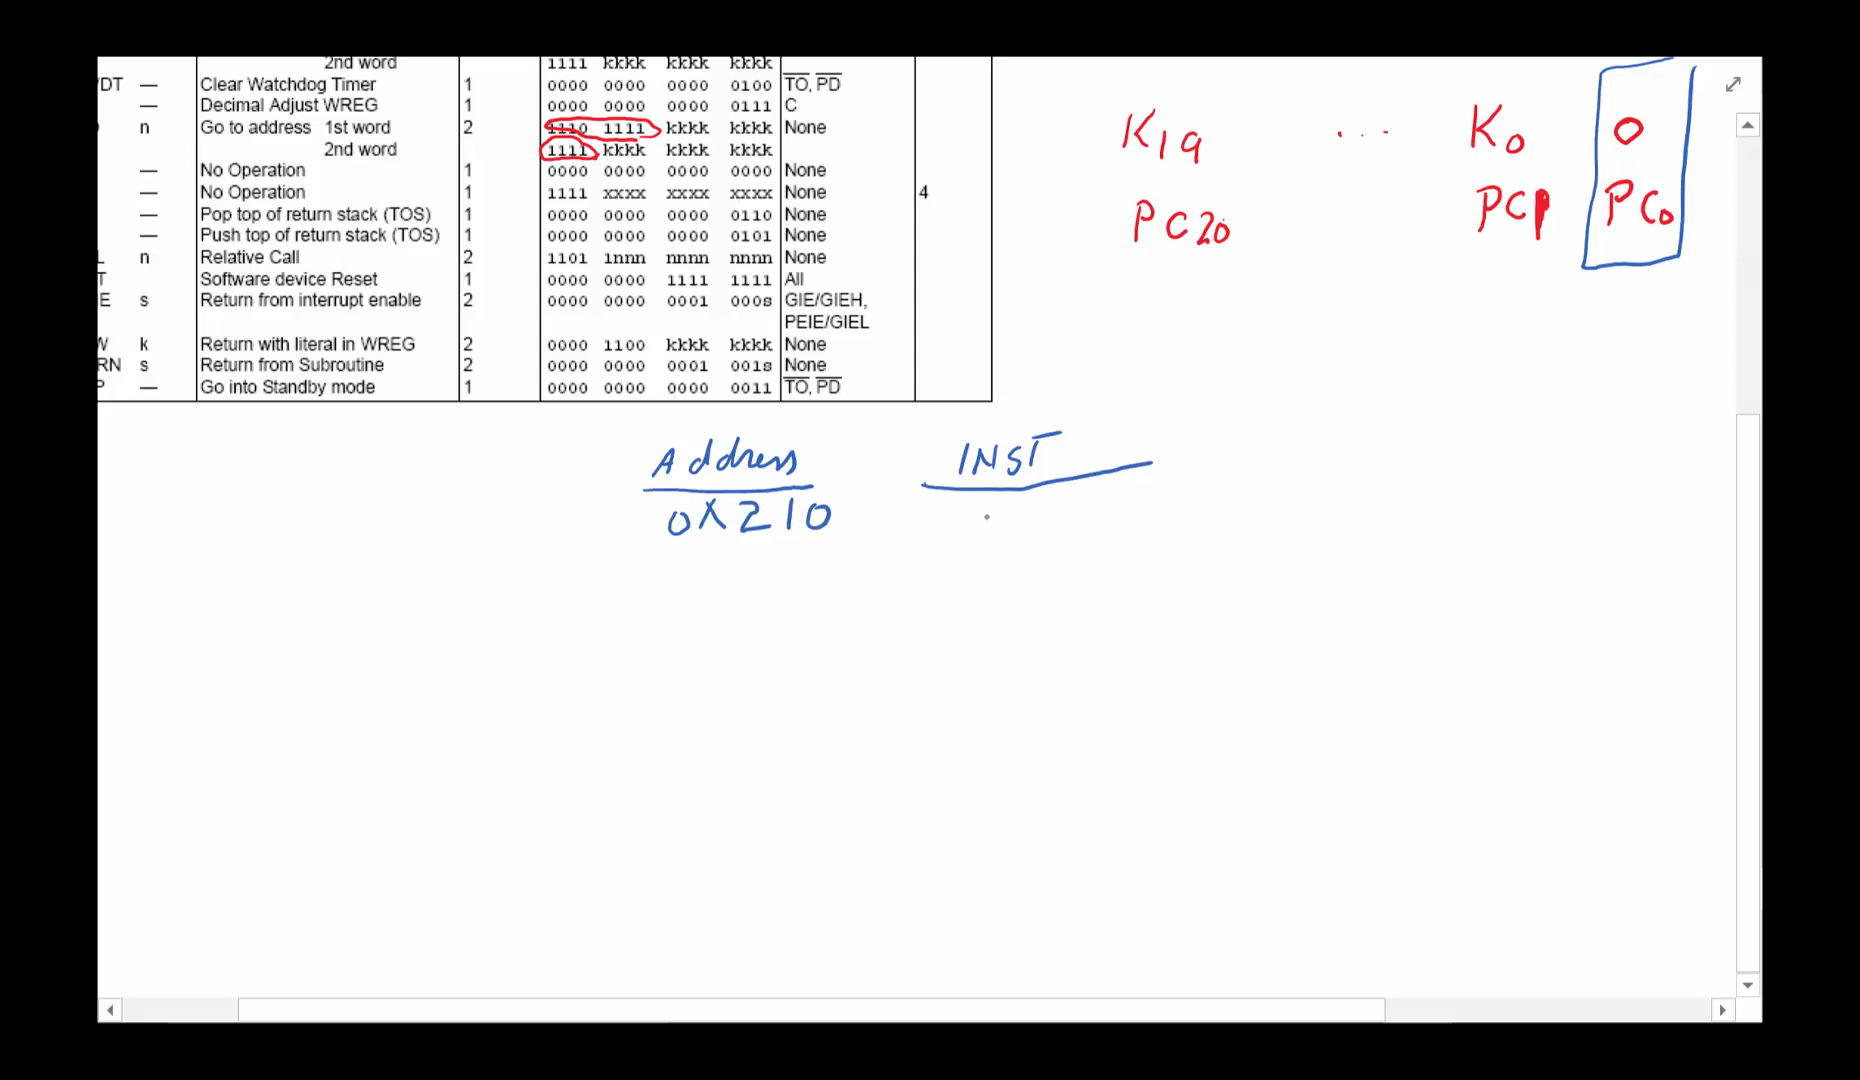 2nd word 1111 kkkk kkkk kkkk
DT — Clear Watchdog Timer 1 0000 0000 0000 0100 TO, PD
— Decimal Adjust WREG 1 0000 0000 0000 0111 C
n Go to address 1st word 2 1110 1111 kkkk kkkk None
2nd word 1111 kkkk kkkk kkkk
— No Operation 1 0000 0000 0000 0000 None
— No Operation 1 1111 xxxx xxxx xxxx None 4
— Pop top of return stack (TOS) 1 0000 0000 0000 0110 None
— Push top of return stack (TOS) 1 0000 0000 0000 0101 None
L n Relative Call 2 1101 1nnn nnnn nnnn None
T Software device Reset 1 0000 0000 1111 1111 All
E s Return from interrupt enable 2 0000 0000 0001 000s GIE/GIEH,
PEIE/GIEL
W k Return with literal in WREG 2 0000 1100 kkkk kkkk None
RN s Return from Subroutine 2 0000 0000 0001 001s None
P — Go into Standby mode 1 0000 0000 0000 0011 TO, PD
K19 ... K0 0
PC20 PC1 PC0
Address INST
0x210